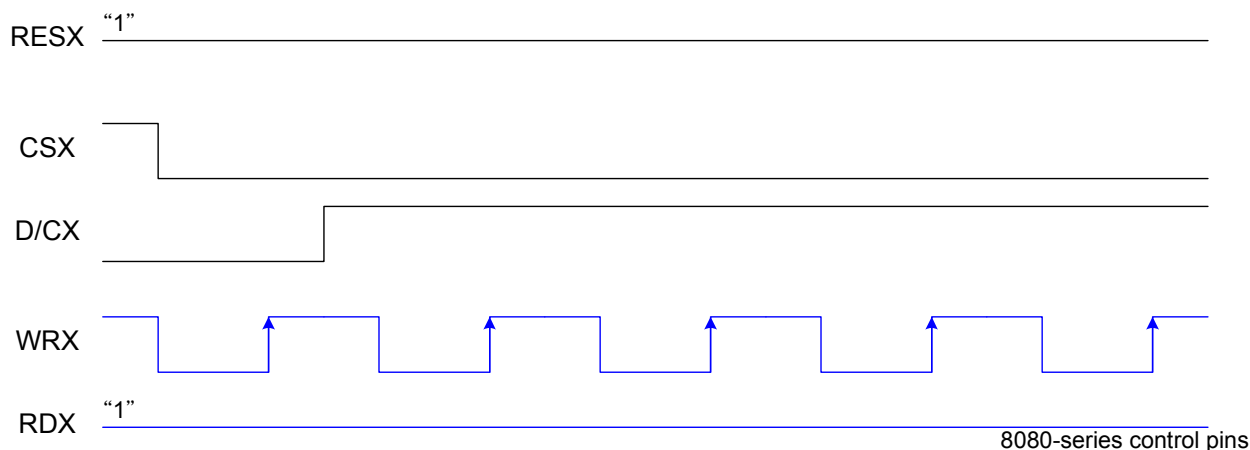 RESX “1”
CSX
D/CX
WRX
RDX “1”
8080-series control pins